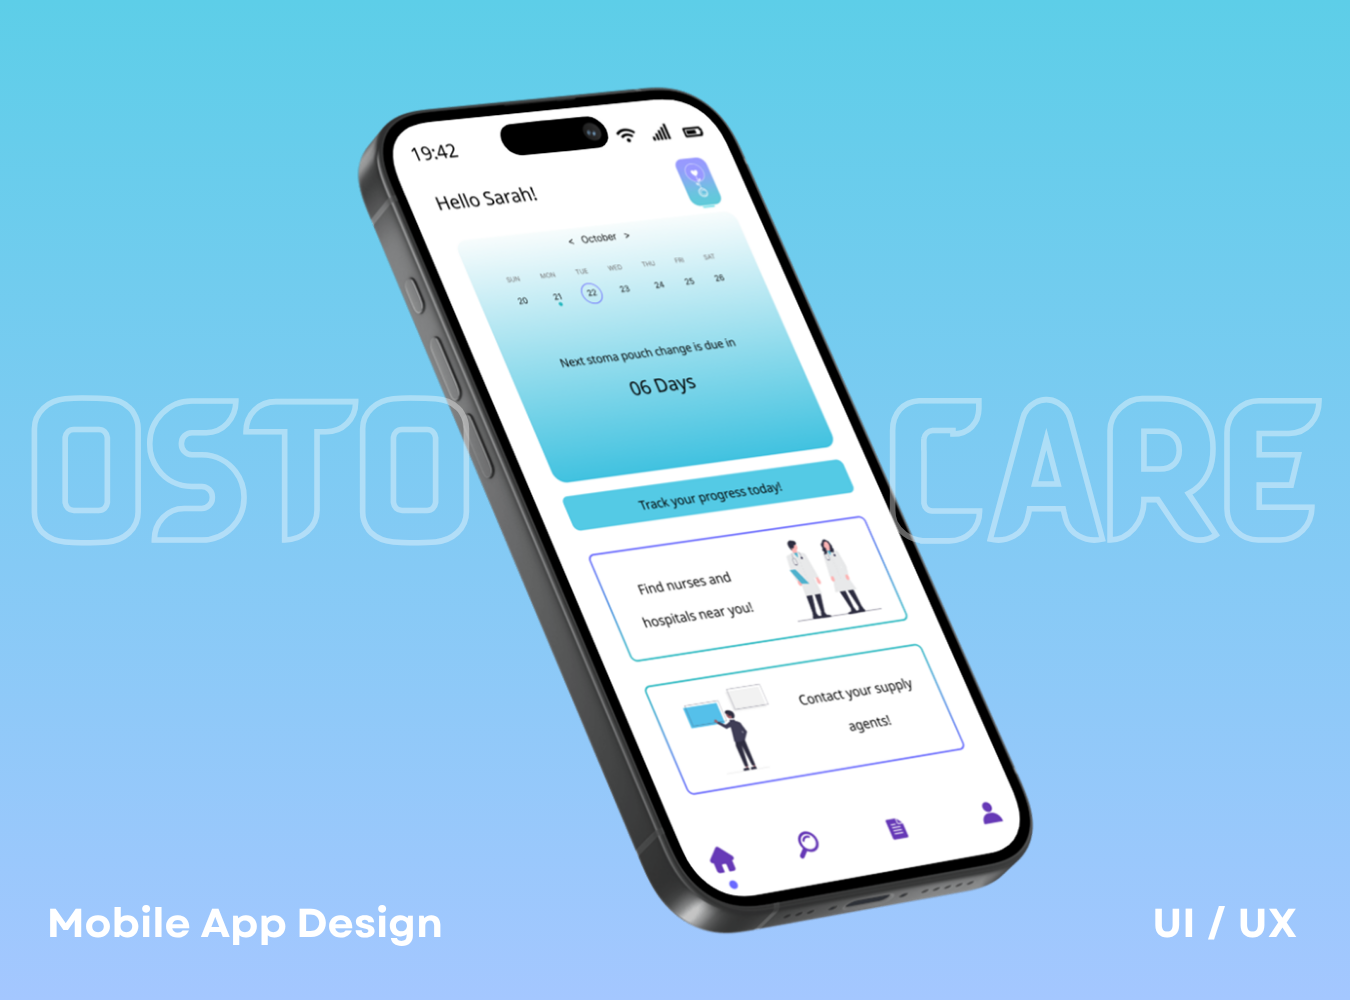 19:42
Hello Sarah!
< October >
SUN MON TUE WED THU FRI SAT
20 21 22 23 24 25 26
Next stoma pouch change is due in
06 Days
OSTO CARE
Track your progress today!
Find nurses and
hospitals near you!
Contact your supply
agents!
Mobile App Design
UI / UX